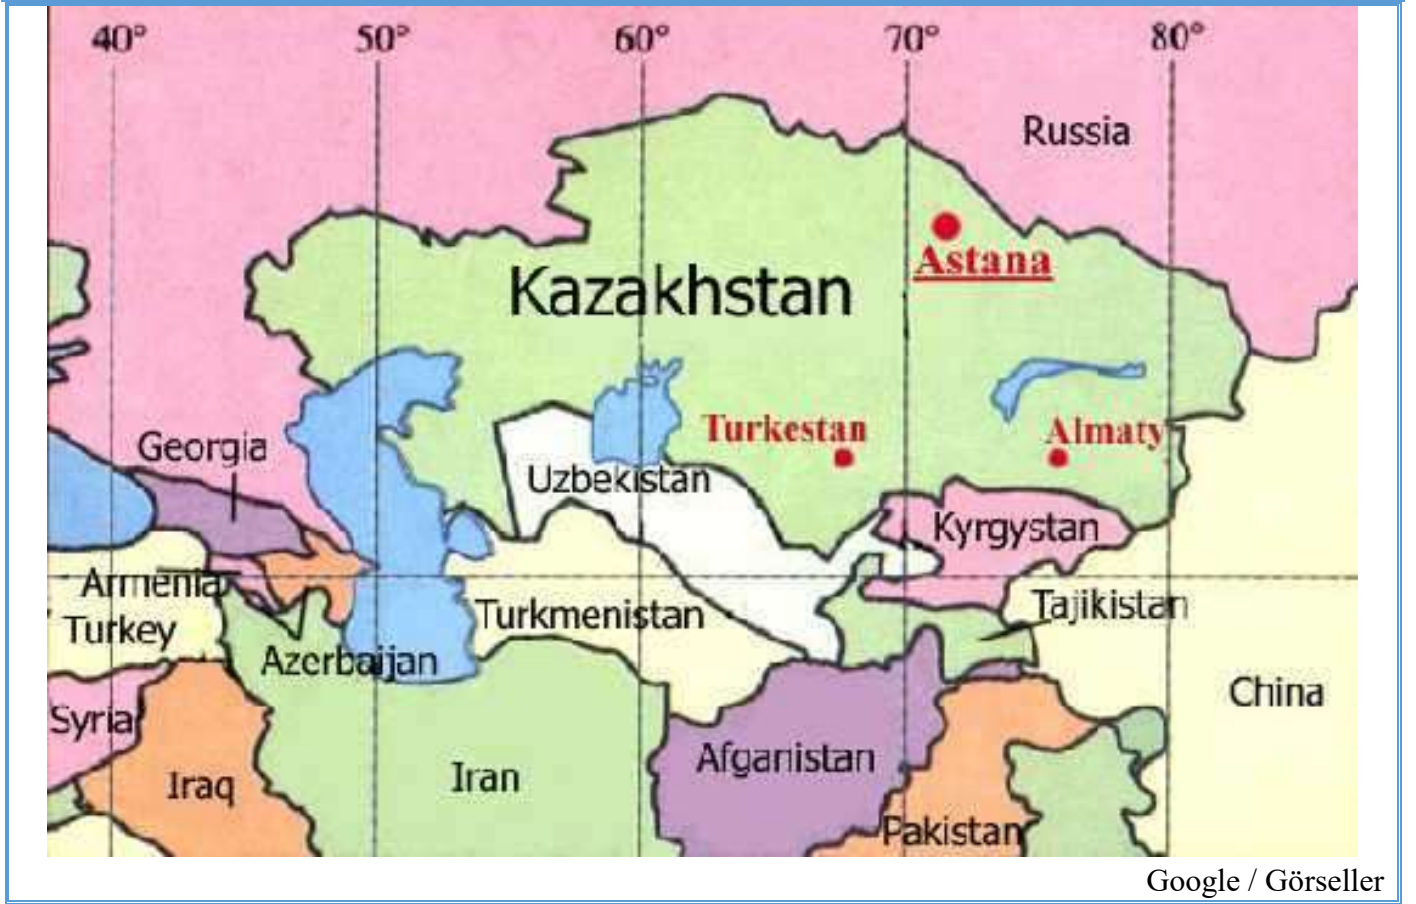 40° 50° 60° 70° 80°
Russia
Astana
Kazakhstan
Turkestan
Almaty
Georgia
Uzbekistan
Kyrgystan
Armenia
Tajikistan
Turkmenistan
Turkey
Azerbaijan
China
Syria
Afganistan
Iran
Iraq
Pakistan
Google / Görseller